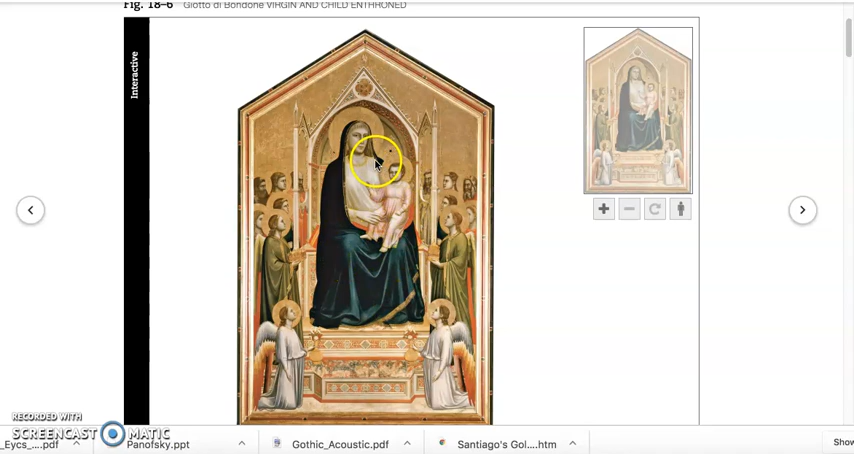 Fig. 18–6 Giotto di Bondone VIRGIN AND CHILD ENTHRONED
Interactive
RECORDED WITH
SCREENCAST MATIC
_Eycs_....pdf
Panofsky.ppt
Gothic_Acoustic.pdf
Santiago's Gol....htm
Show